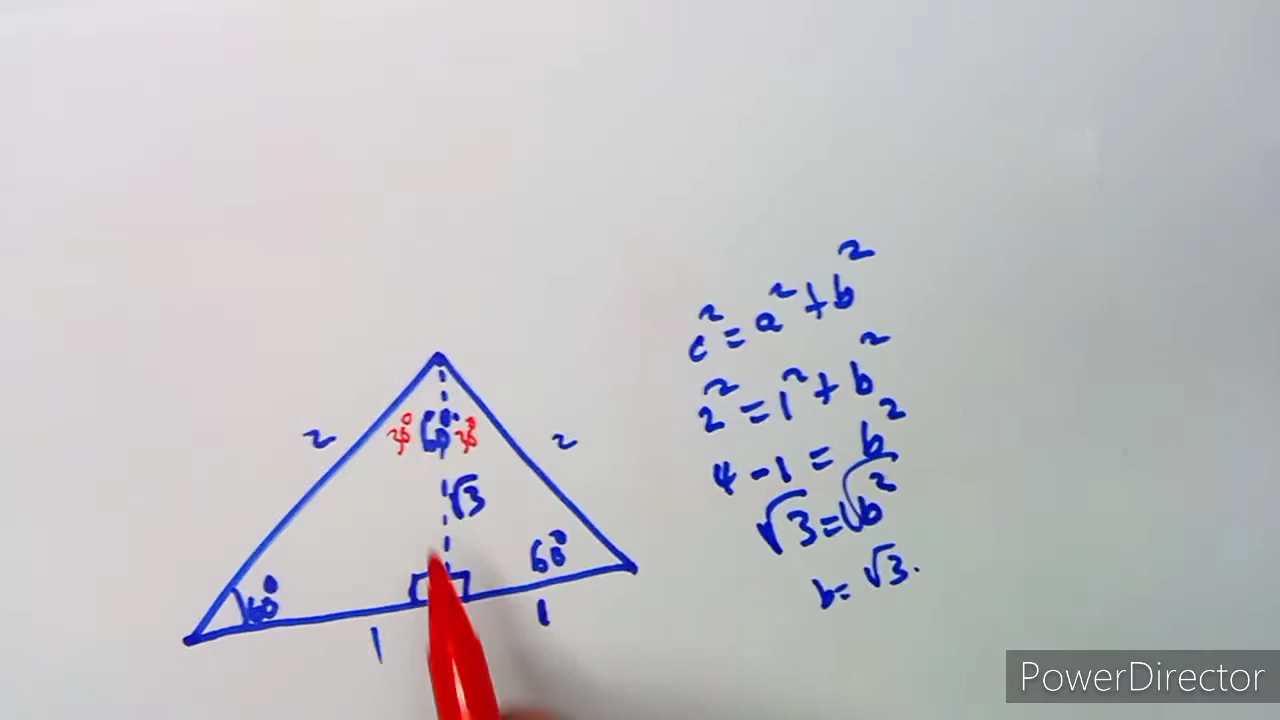 c² = a² + b²
2² = 1² + b²
4 - 1 = b²
√3 = √b²
b = √3.
60°
30° 30°
2
2
√3
60°
60°
1
1
PowerDirector